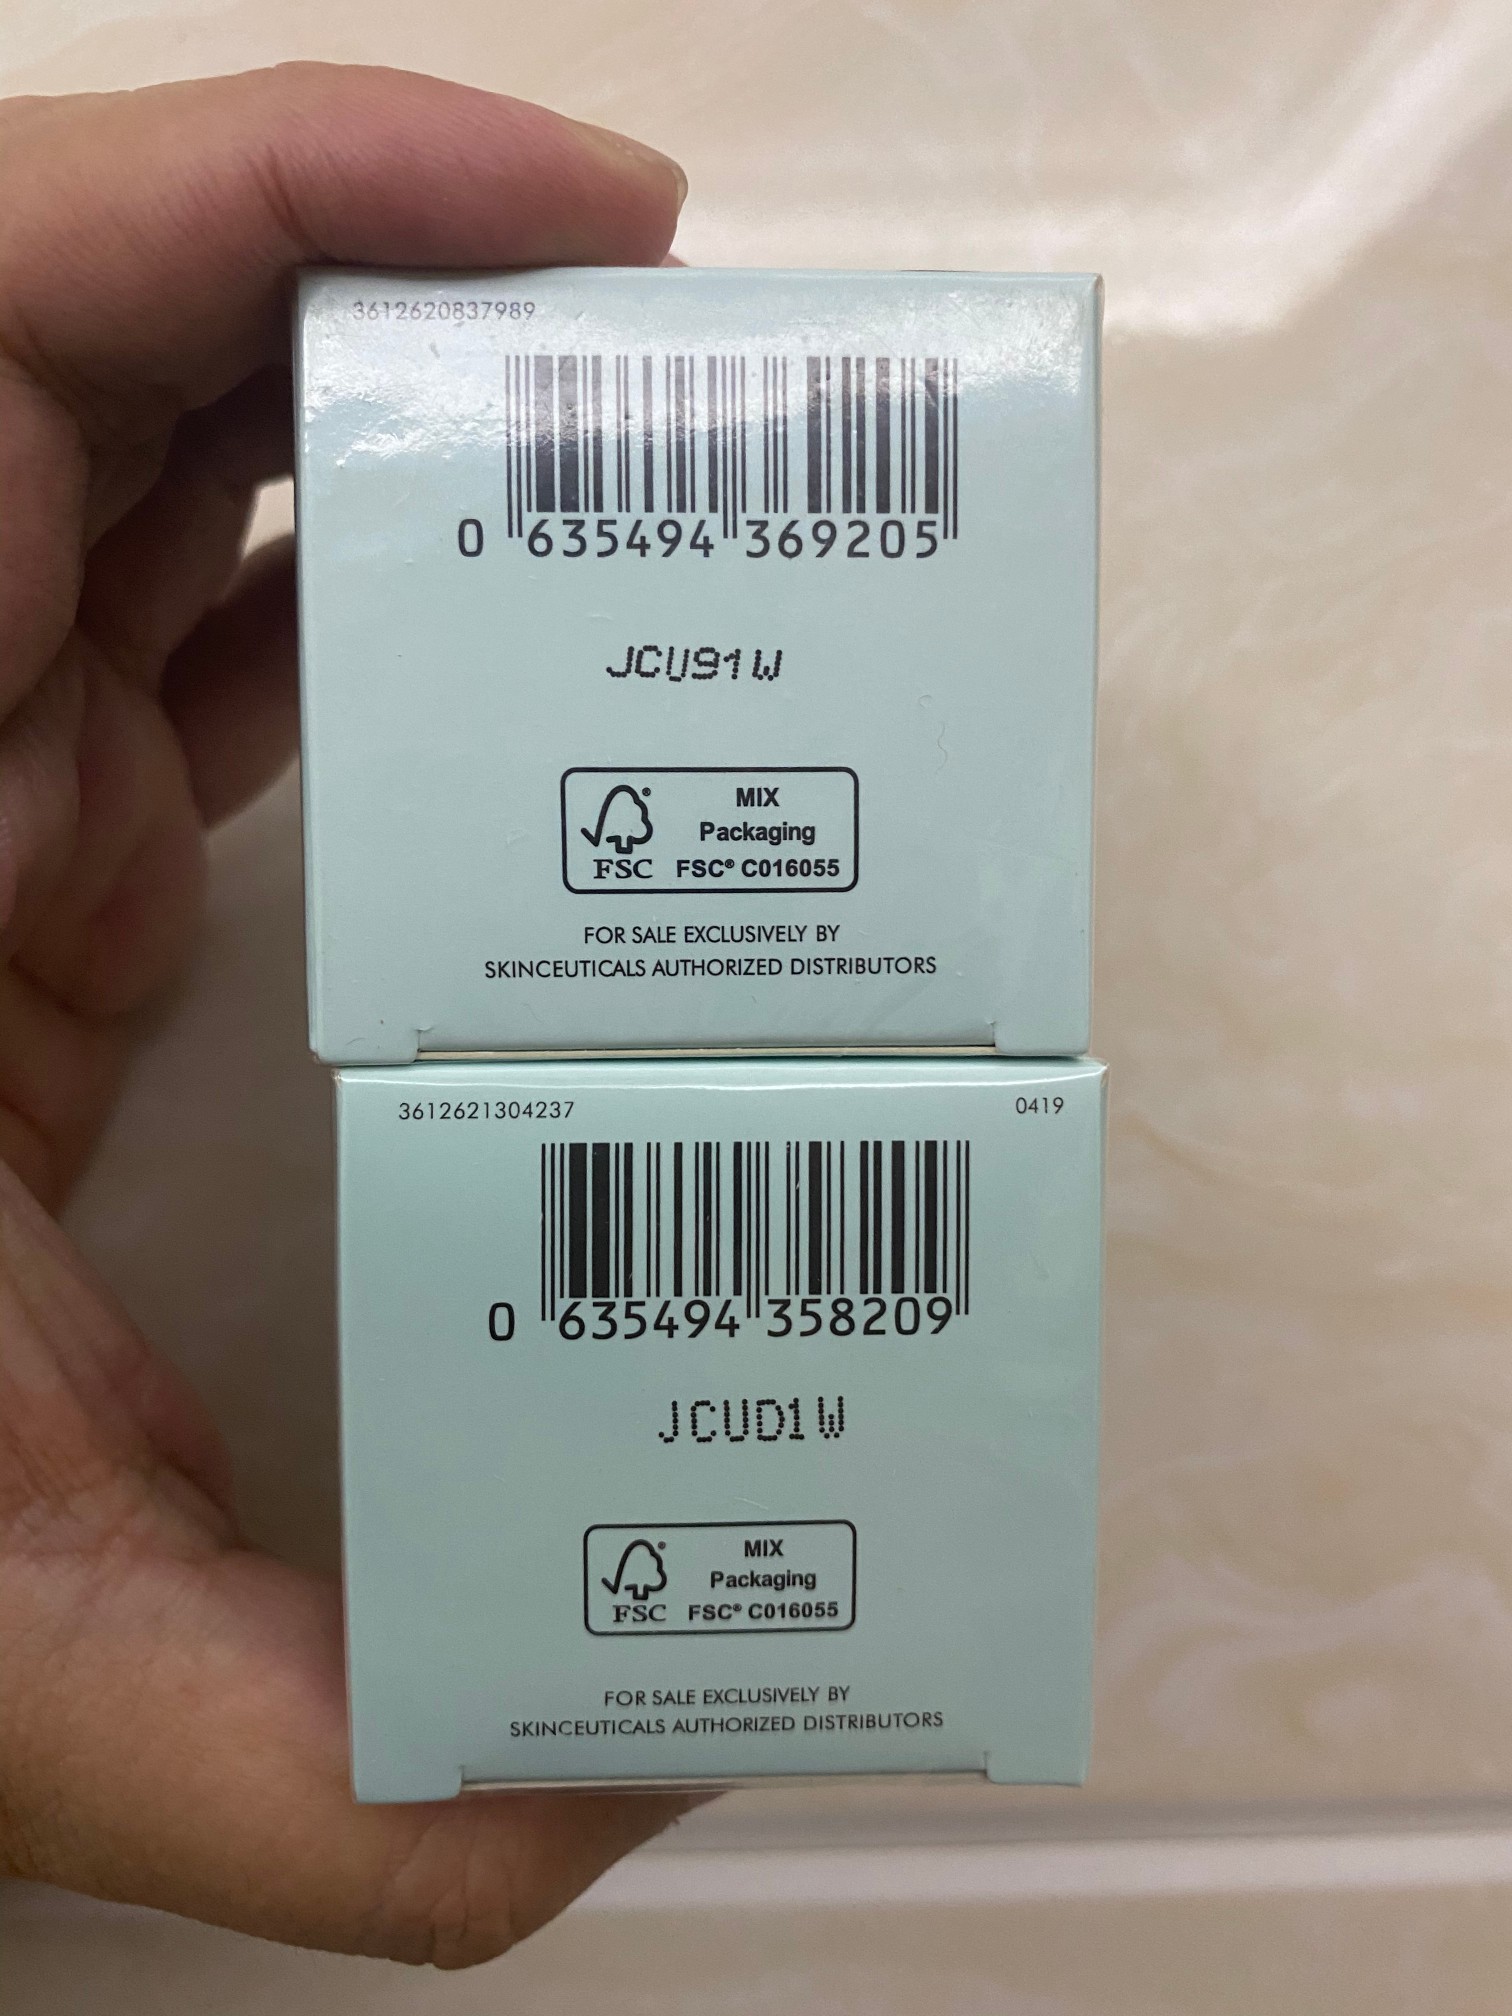 3612620837989
0 635494 369205
JCU91W
MIX
Packaging
FSC FSC® C016055
FOR SALE EXCLUSIVELY BY
SKINCEUTICALS AUTHORIZED DISTRIBUTORS
3612621304237 0419
0 635494 358209
JCUD1W
MIX
Packaging
FSC FSC® C016055
FOR SALE EXCLUSIVELY BY
SKINCEUTICALS AUTHORIZED DISTRIBUTORS